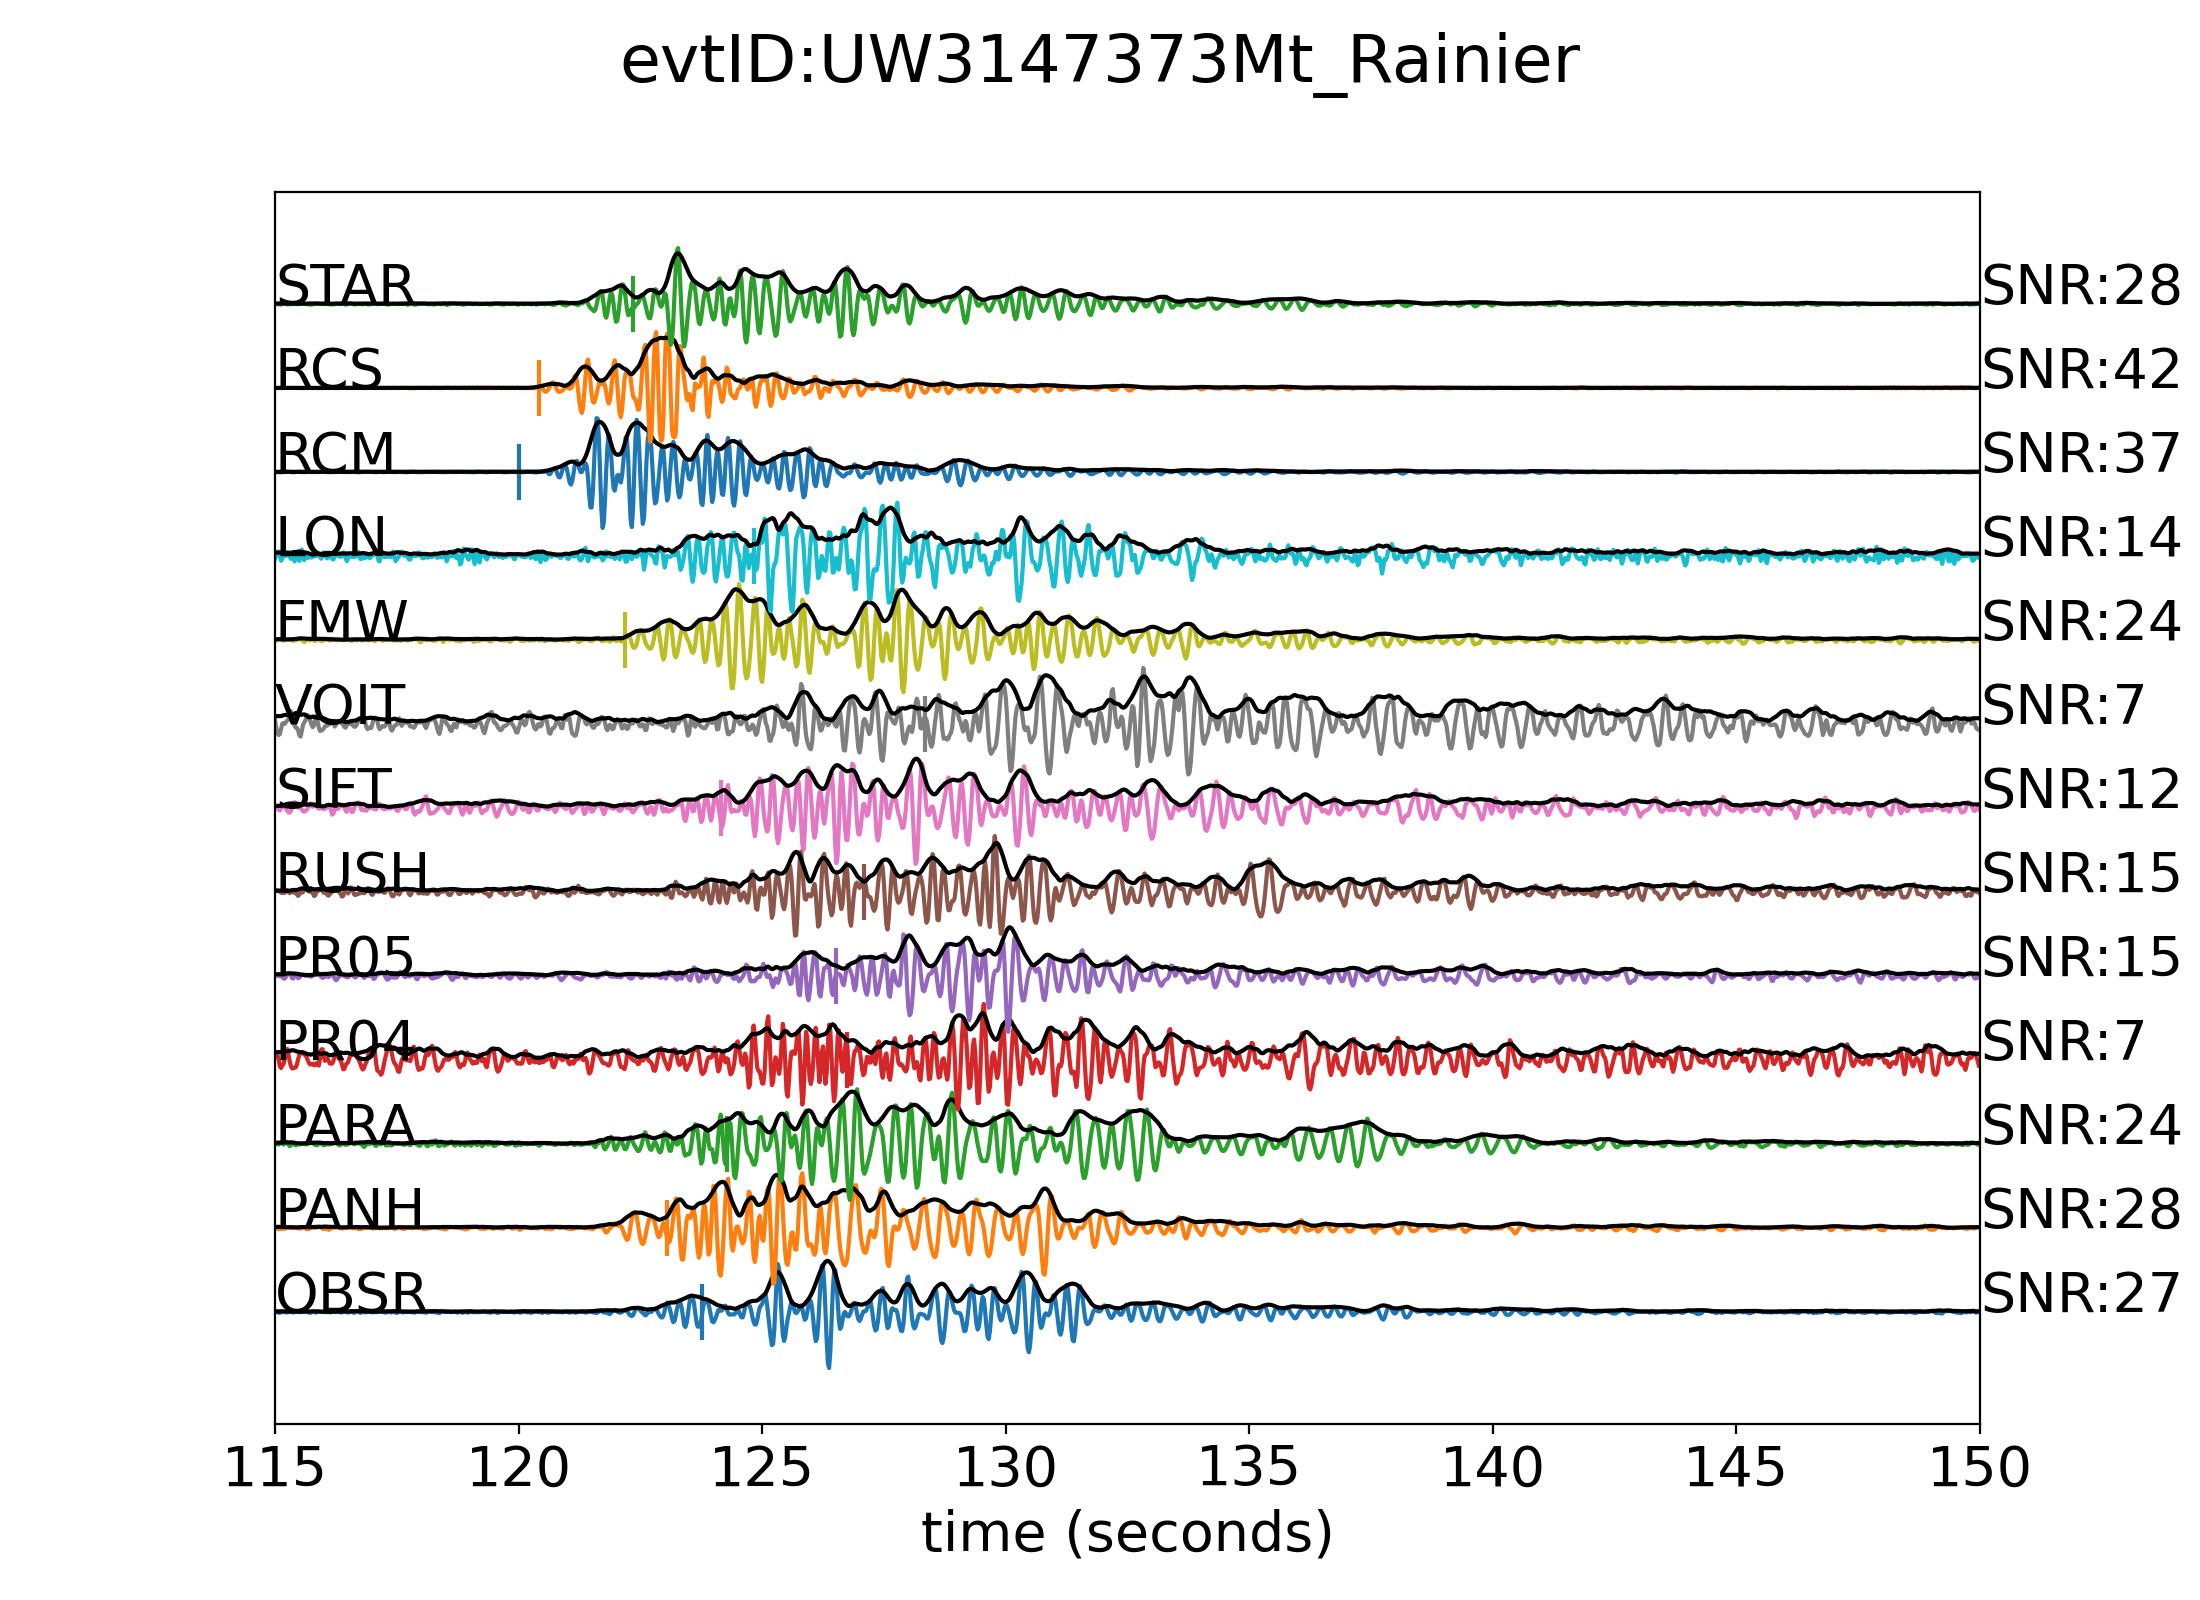 evtID:UW3147373Mt_Rainier
STAR SNR:28
RCS SNR:42
RCM SNR:37
LON SNR:14
FMW SNR:24
VOIT SNR:7
SIFT SNR:12
RUSH SNR:15
PR05 SNR:15
PR04 SNR:7
PARA SNR:24
PANH SNR:28
OBSR SNR:27
115 120 125 130 135 140 145 150
time (seconds)